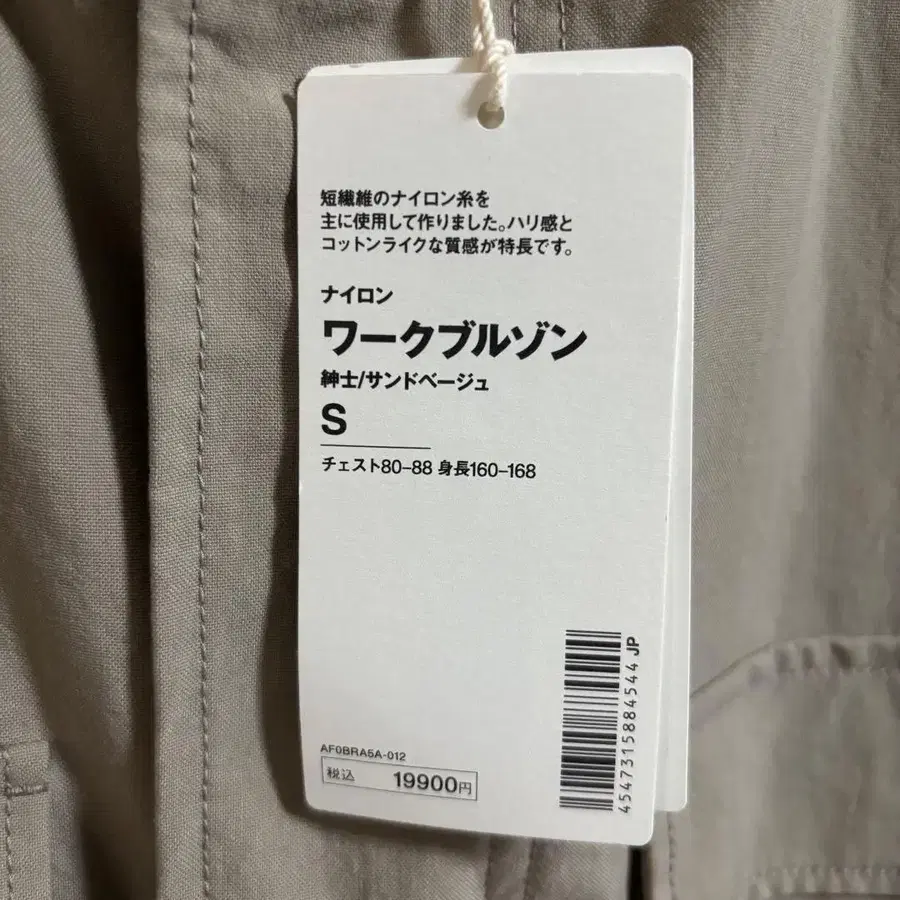 短繊維のナイロン糸を
主に使用して作りました。ハリ感と
コットンライクな質感が特長です。
ナイロン
ワークブルゾン
紳士/サンドベージュ
S
チェスト80–88 身長160–168
AF0BRA5A-012
税込 19900円
4547315884544 JP